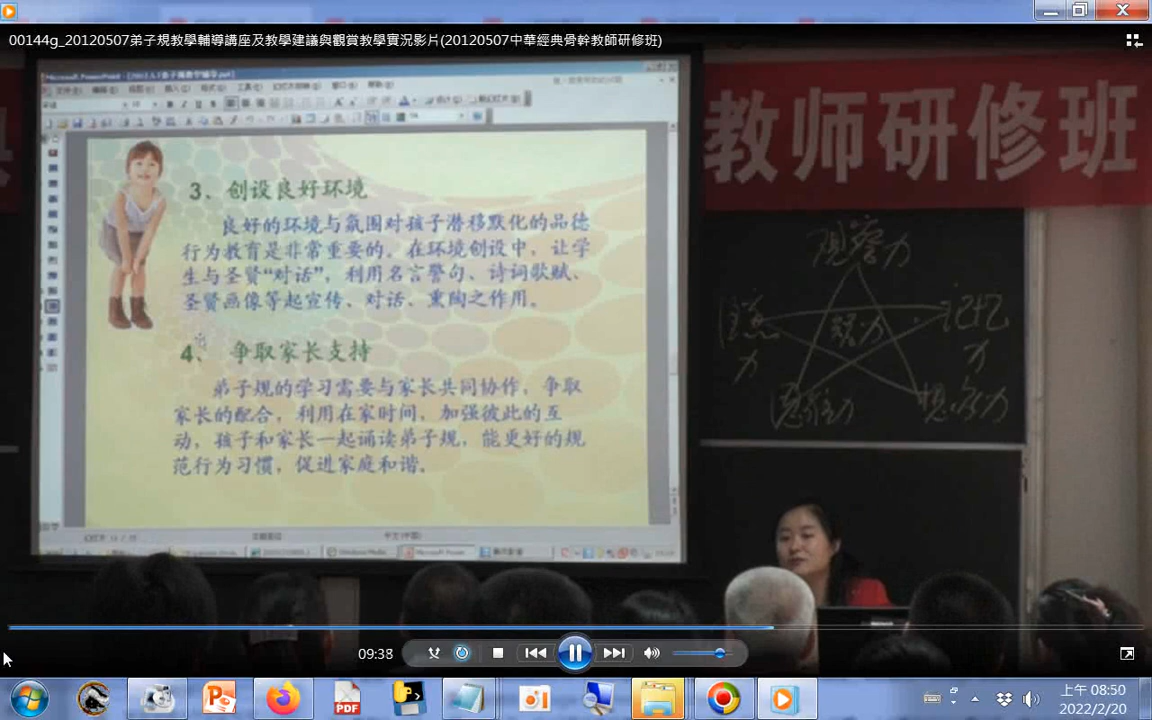 00144g_20120507弟子規教學輔導講座及教學建議與觀賞教學實況影片(20120507中華經典骨幹教師研修班)
教师研修班
3、创设良好环境
良好的环境与氛围对孩子潜移默化的品德
行为教育是非常重要的。在环境创设中，让学
生与圣贤“对话”，利用名言警句、诗词歌赋、
圣贤画像等起宣传、对话、熏陶之作用。
4、 争取家长支持
弟子规的学习需要与家长共同协作，争取
家长的配合，利用在家时间，加强彼此的互
动，孩子和家长一起诵读弟子规，能更好的规
范行为习惯，促进家庭和谐。
观察力
记忆
力
想象力
09:38
PDF
上午 08:50
2022/2/20